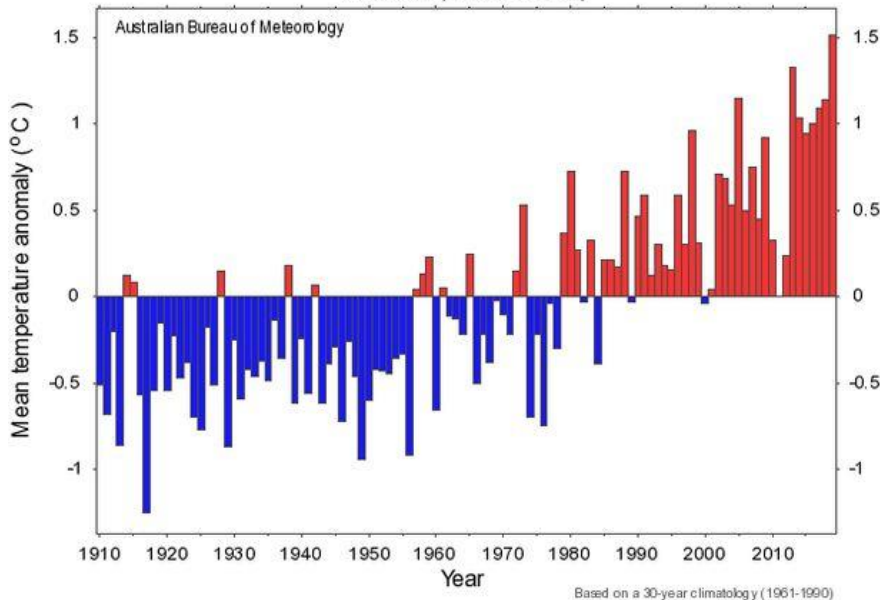 Australian Bureau of Meteorology
1.5
1
0.5
0
-0.5
-1
1.5
1
0.5
0
-0.5
-1
Mean temperature anomaly (°C)
1910 1920 1930 1940 1950 1960 1970 1980 1990 2000 2010
Year
Based on a 30-year climatology (1961-1990)